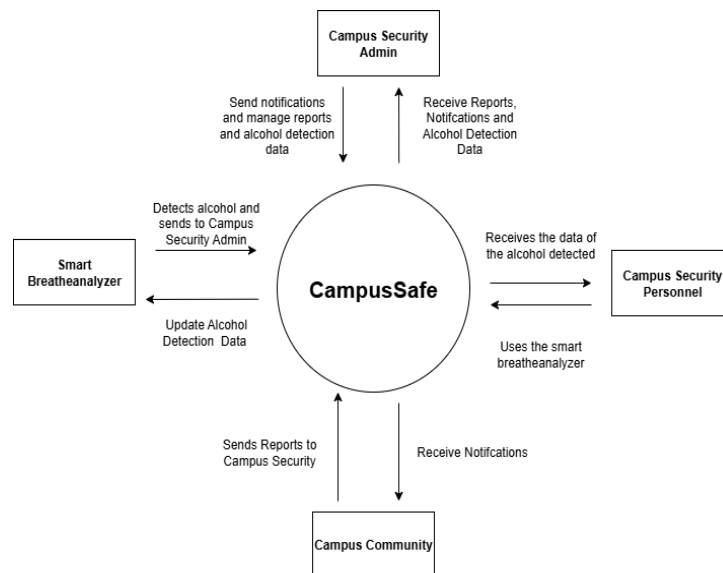 Campus Security
Admin
Send notifications
and manage reports
and alcohol detection
data
Receive Reports,
Notifcations and
Alcohol Detection
Data
Detects alcohol and
sends to Campus
Security Admin
Smart
Breatheanalyzer
Update Alcohol
Detection Data
CampusSafe
Receives the data of
the alcohol detected
Campus Security
Personnel
Uses the smart
breatheanalyzer
Sends Reports to
Campus Security
Receive Notifcations
Campus Community